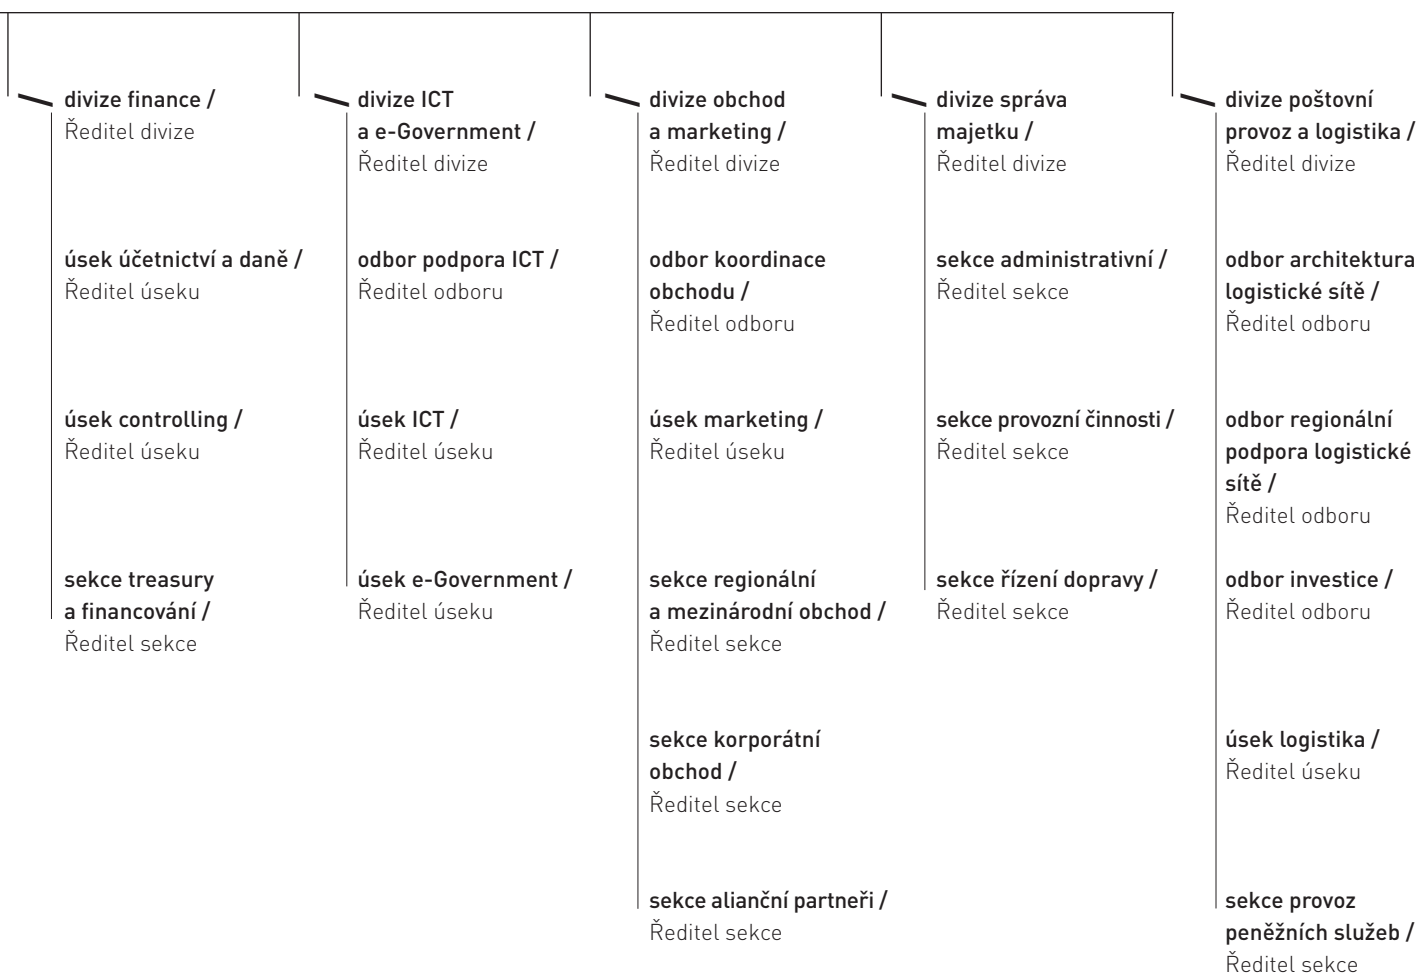 divize finance /
Ředitel divize
úsek účetnictví a daně /
Ředitel úseku
úsek controlling /
Ředitel úseku
sekce treasury
a financování /
Ředitel sekce
divize ICT
a e-Government /
Ředitel divize
odbor podpora ICT /
Ředitel odboru
úsek ICT /
Ředitel úseku
úsek e-Government /
Ředitel úseku
divize obchod
a marketing /
Ředitel divize
odbor koordinace
obchodu /
Ředitel odboru
úsek marketing /
Ředitel úseku
sekce regionální
a mezinárodní obchod /
Ředitel sekce
sekce korporátní
obchod /
Ředitel sekce
sekce alianční partneři /
Ředitel sekce
divize správa
majetku /
Ředitel divize
sekce administrativní /
Ředitel sekce
sekce provozní činnosti /
Ředitel sekce
sekce řízení dopravy /
Ředitel sekce
divize poštovní
provoz a logistika /
Ředitel divize
odbor architektura
logistické sítě /
Ředitel odboru
odbor regionální
podpora logistické
sítě /
Ředitel odboru
odbor investice /
Ředitel odboru
úsek logistika /
Ředitel úseku
sekce provoz
peněžních služeb /
Ředitel sekce